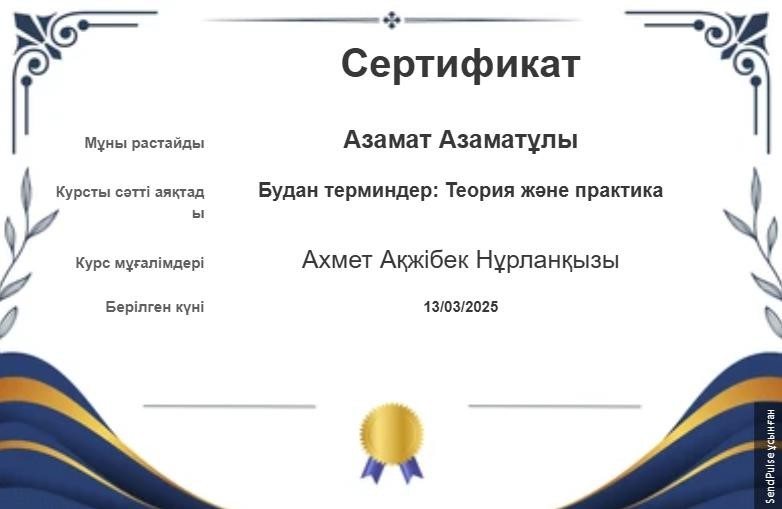 Сертификат
Мұны растайды
Азамат Азаматұлы
Курсты сәтті аяқтад
ы
Будан терминдер: Теория және практика
Курс мұғалімдері
Ахмет Ақжібек Нұрланқызы
Берілген күні
13/03/2025
SendPulse ұсынған